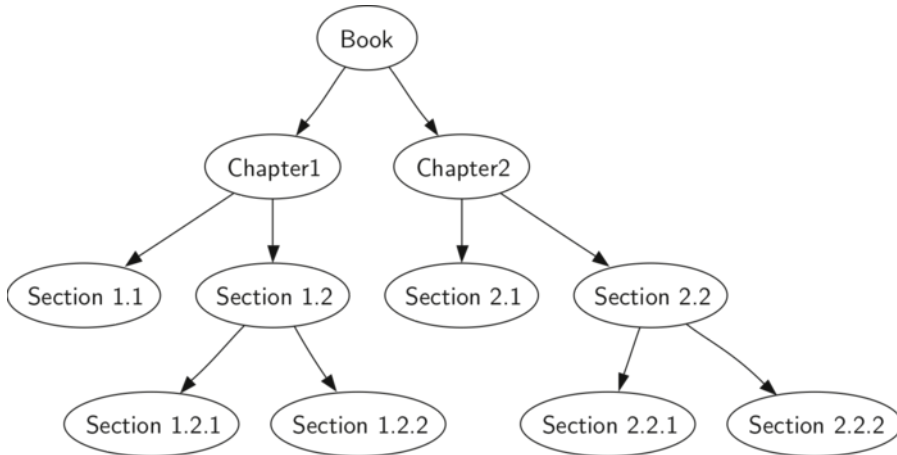 Book
Chapter1
Chapter2
Section 1.1
Section 1.2
Section 2.1
Section 2.2
Section 1.2.1
Section 1.2.2
Section 2.2.1
Section 2.2.2